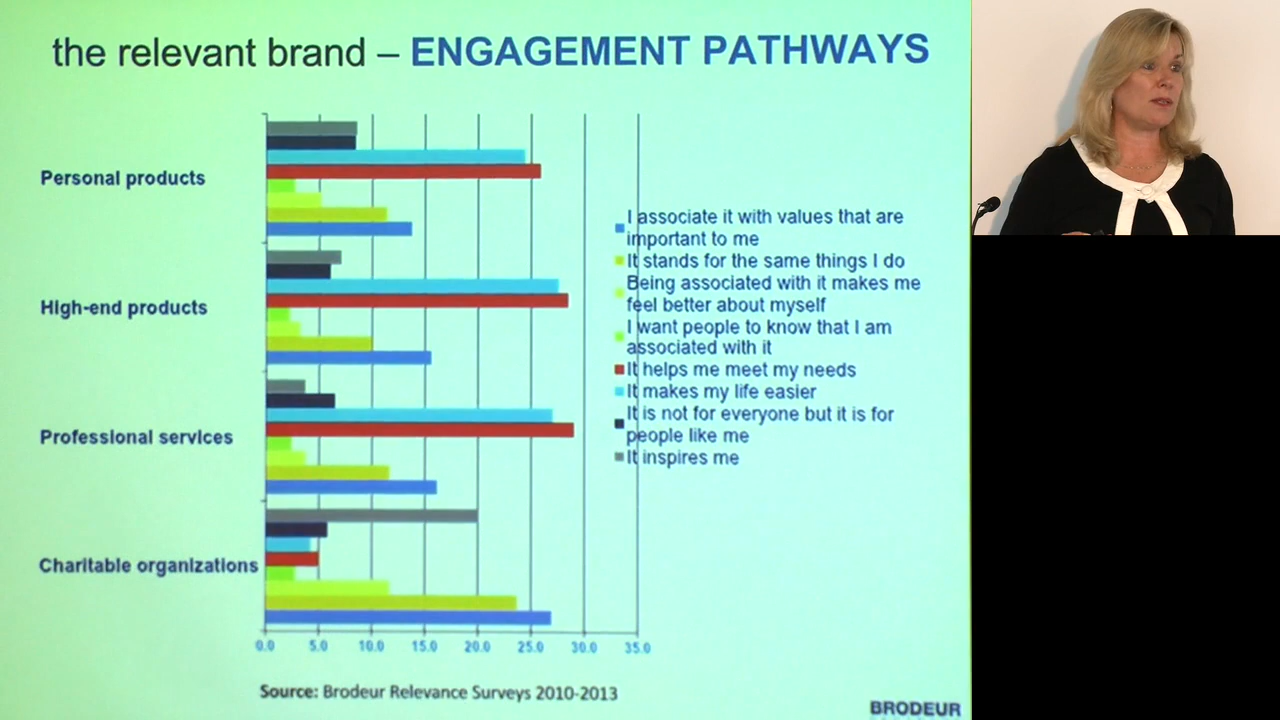 the relevant brand – ENGAGEMENT PATHWAYS
Personal products
High-end products
Professional services
Charitable organizations
I associate it with values that are
important to me
It stands for the same things I do
Being associated with it makes me
feel better about myself
I want people to know that I am
associated with it
It helps me meet my needs
It makes my life easier
It is not for everyone but it is for
people like me
It inspires me
0.0 5.0 10.0 15.0 20.0 25.0 30.0 35.0
Source: Brodeur Relevance Surveys 2010-2013
BRODEUR